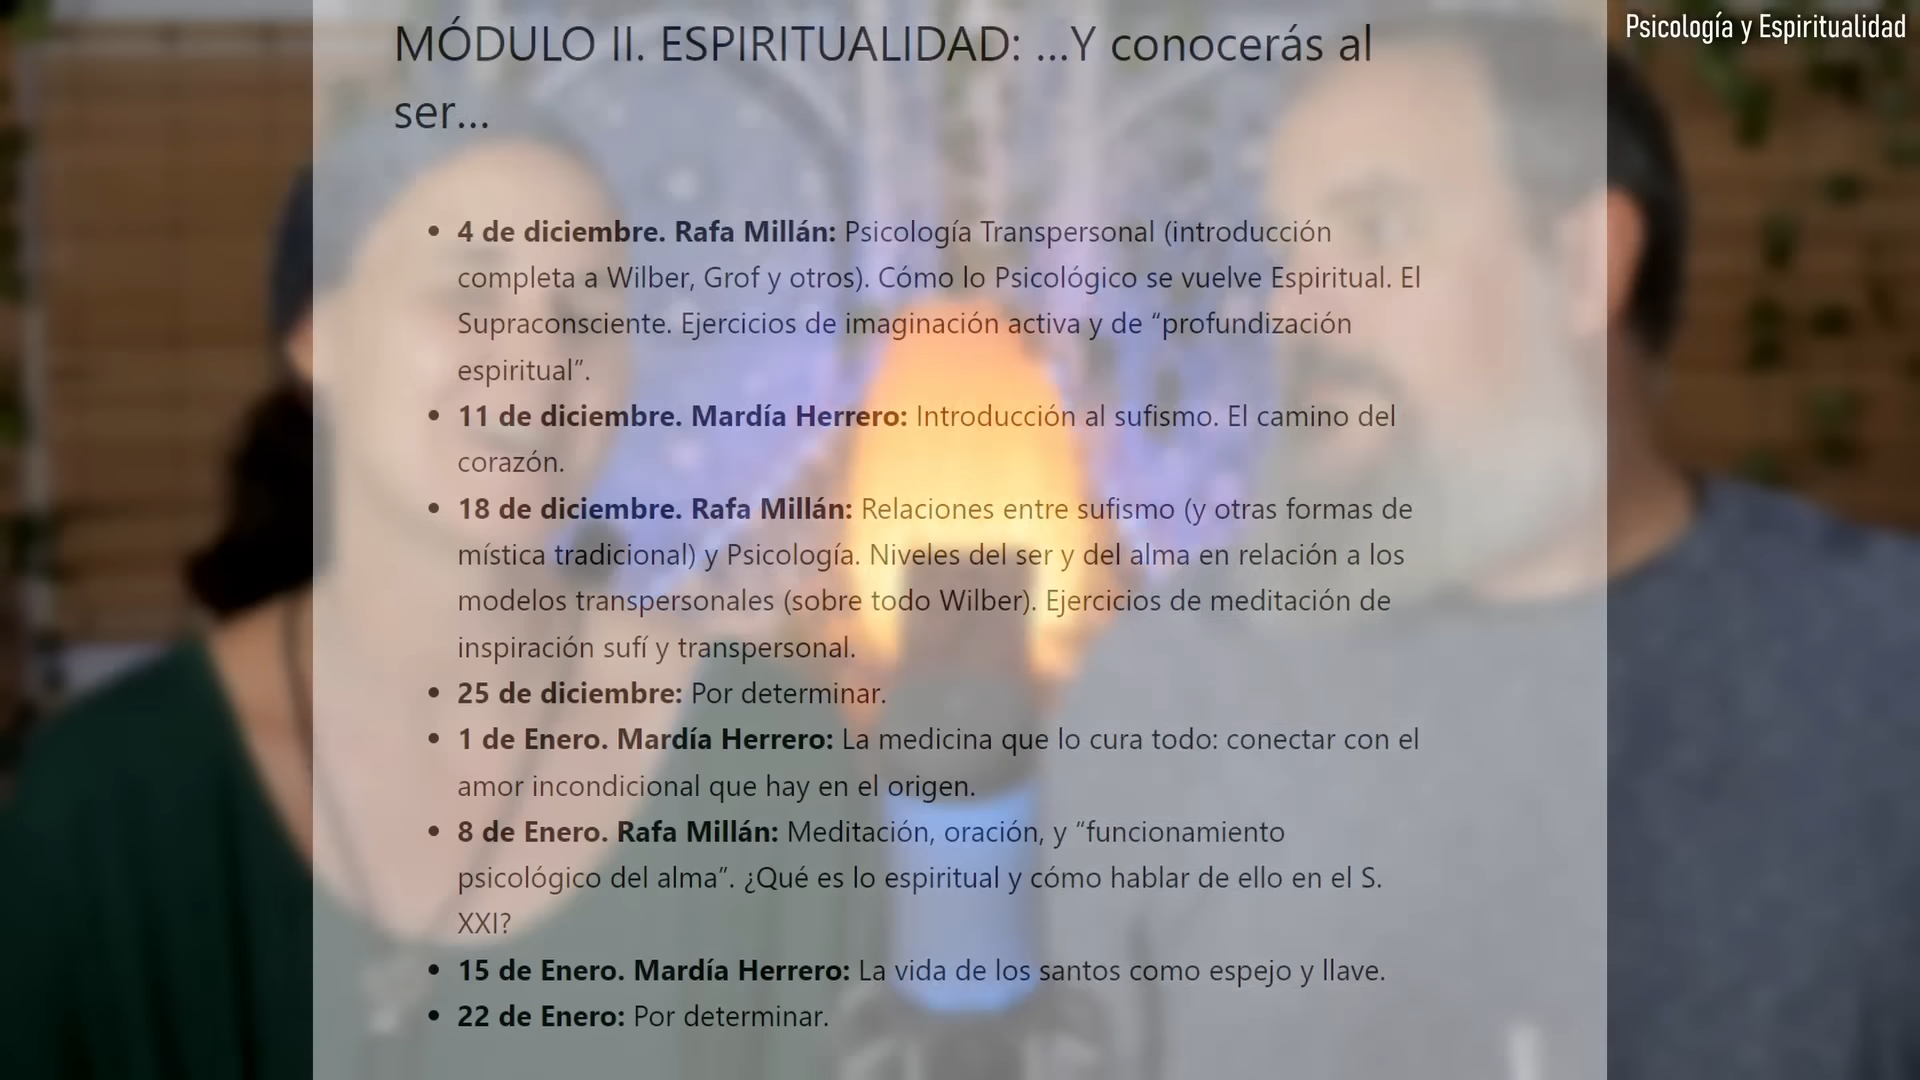 Psicología y Espiritualidad
MÓDULO II. ESPIRITUALIDAD: …Y conocerás al
ser…
• 4 de diciembre. Rafa Millán: Psicología Transpersonal (introducción
completa a Wilber, Grof y otros). Cómo lo Psicológico se vuelve Espiritual. El
Supraconsciente. Ejercicios de imaginación activa y de “profundización
espiritual”.
• 11 de diciembre. Mardía Herrero: Introducción al sufismo. El camino del
corazón.
• 18 de diciembre. Rafa Millán: Relaciones entre sufismo (y otras formas de
mística tradicional) y Psicología. Niveles del ser y del alma en relación a los
modelos transpersonales (sobre todo Wilber). Ejercicios de meditación de
inspiración sufí y transpersonal.
• 25 de diciembre: Por determinar.
• 1 de Enero. Mardía Herrero: La medicina que lo cura todo: conectar con el
amor incondicional que hay en el origen.
• 8 de Enero. Rafa Millán: Meditación, oración, y “funcionamiento
psicológico del alma”. ¿Qué es lo espiritual y cómo hablar de ello en el S.
XXI?
• 15 de Enero. Mardía Herrero: La vida de los santos como espejo y llave.
• 22 de Enero: Por determinar.